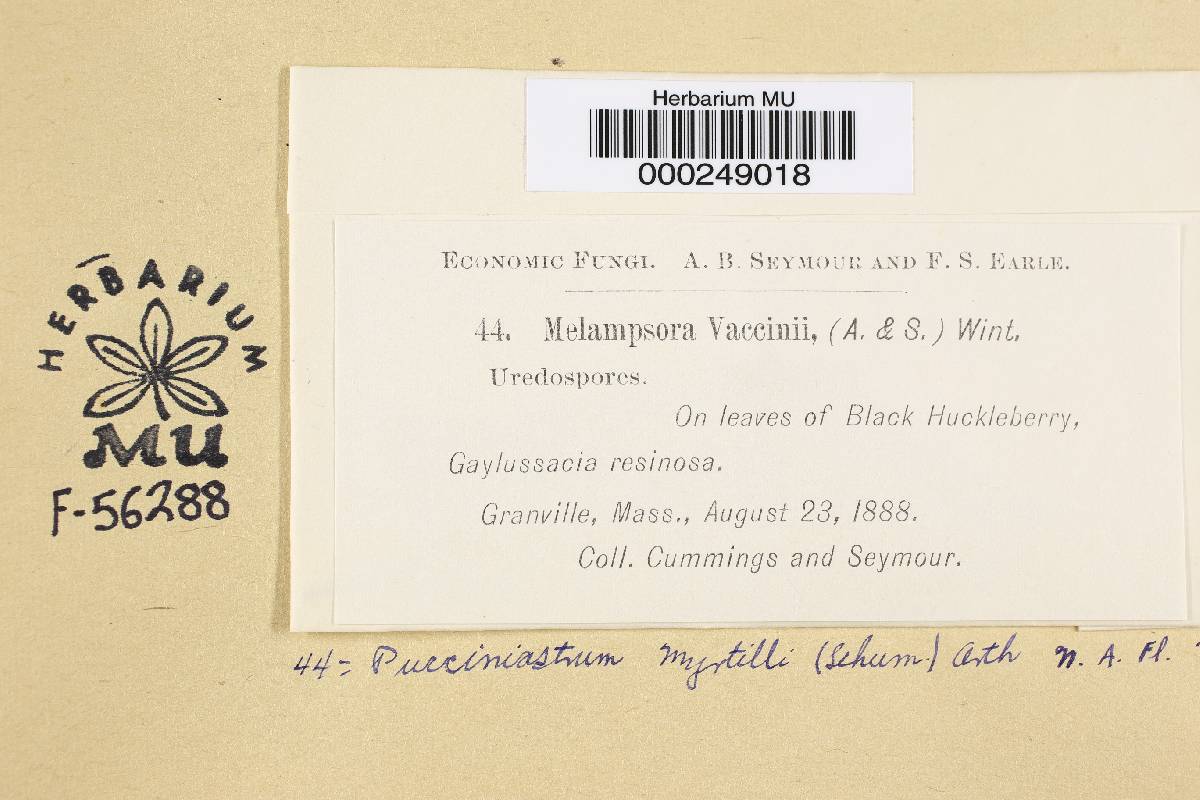 Herbarium MU
000249018
HERBARIUM
MU
F-56288
ECONOMIC FUNGI. A. B. SEYMOUR AND F. S. EARLE.
44. Melampsora Vaccinii, (A. & S.) Wint.
Uredospores.
On leaves of Black Huckleberry,
Gaylussacia resinosa.
Granville, Mass., August 23, 1888.
Coll. Cummings and Seymour.
44 = Pucciniastrum Myrtilli (Schum.) Arth N. A. Fl.